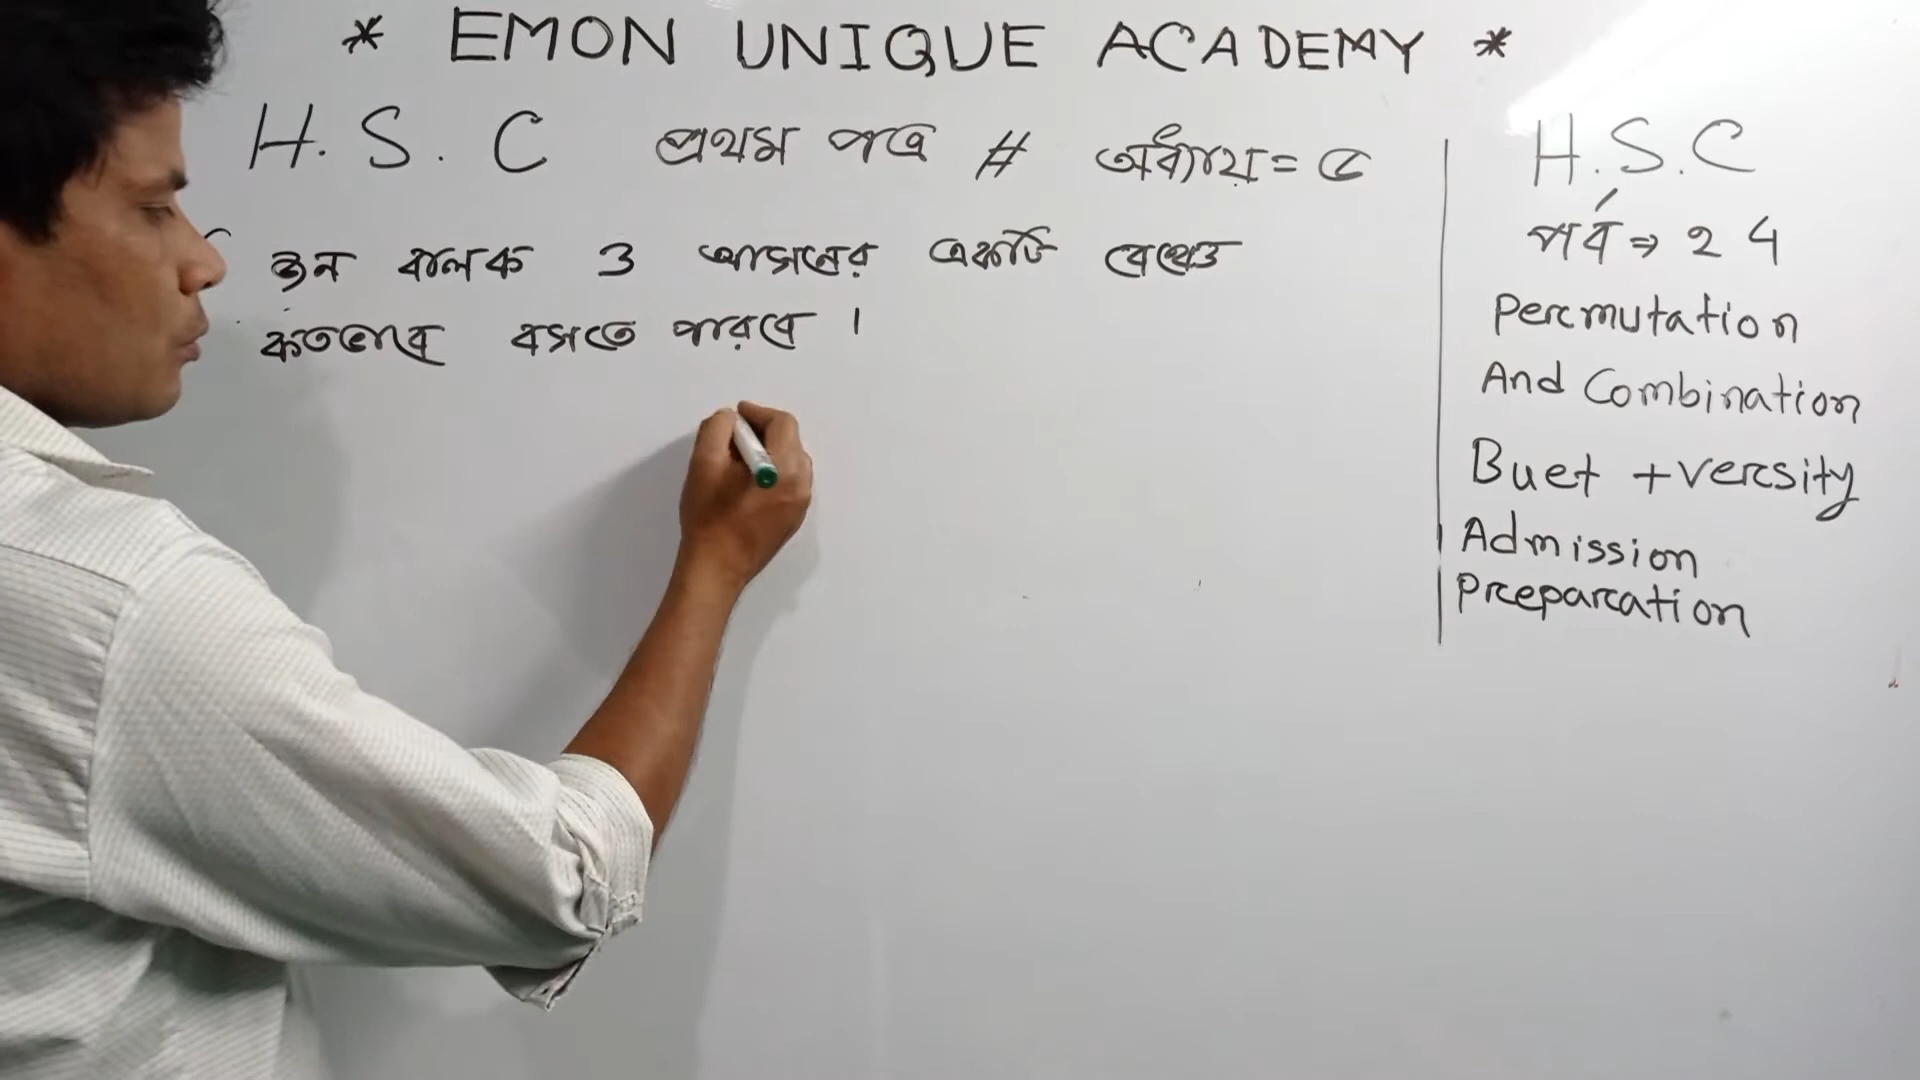 * EMON UNIQUE ACADEMY *
H. S. C প্রথম পত্র # অধ্যায় = ৫
জন বালক 3 আসনের একটি বেঞ্চে
কতভাবে বসতে পারবে ।
H.S.C
পর্ব ⇒ 24
Permutation
And Combination
Buet + versity
Admission
Preparation